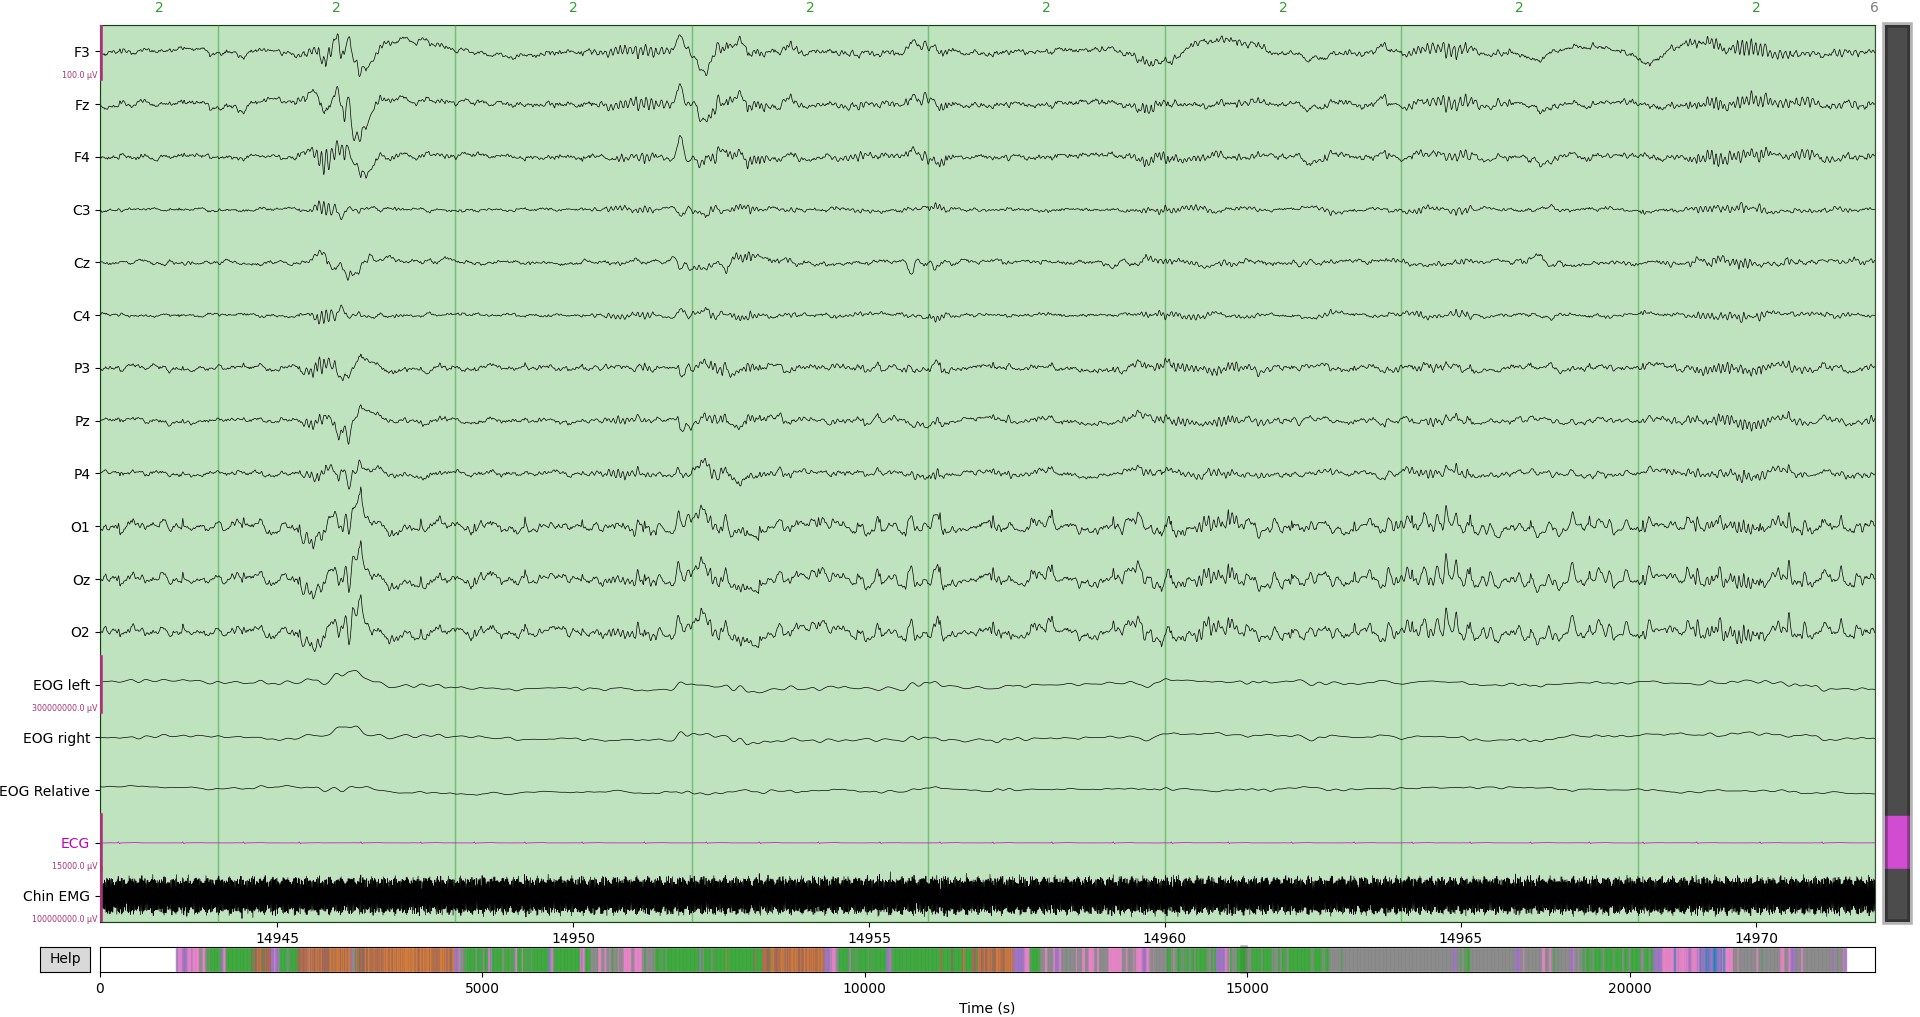 2 2 2 2 2 2 2 2 6
F3
100.0 µV
Fz
F4
C3
Cz
C4
P3
Pz
P4
O1
Oz
O2
EOG left
300000000.0 µV
EOG right
EOG Relative
ECG
15000.0 µV
Chin EMG
100000000.0 µV
14945 14950 14955 14960 14965 14970
Help
0 5000 10000 15000 20000
Time (s)